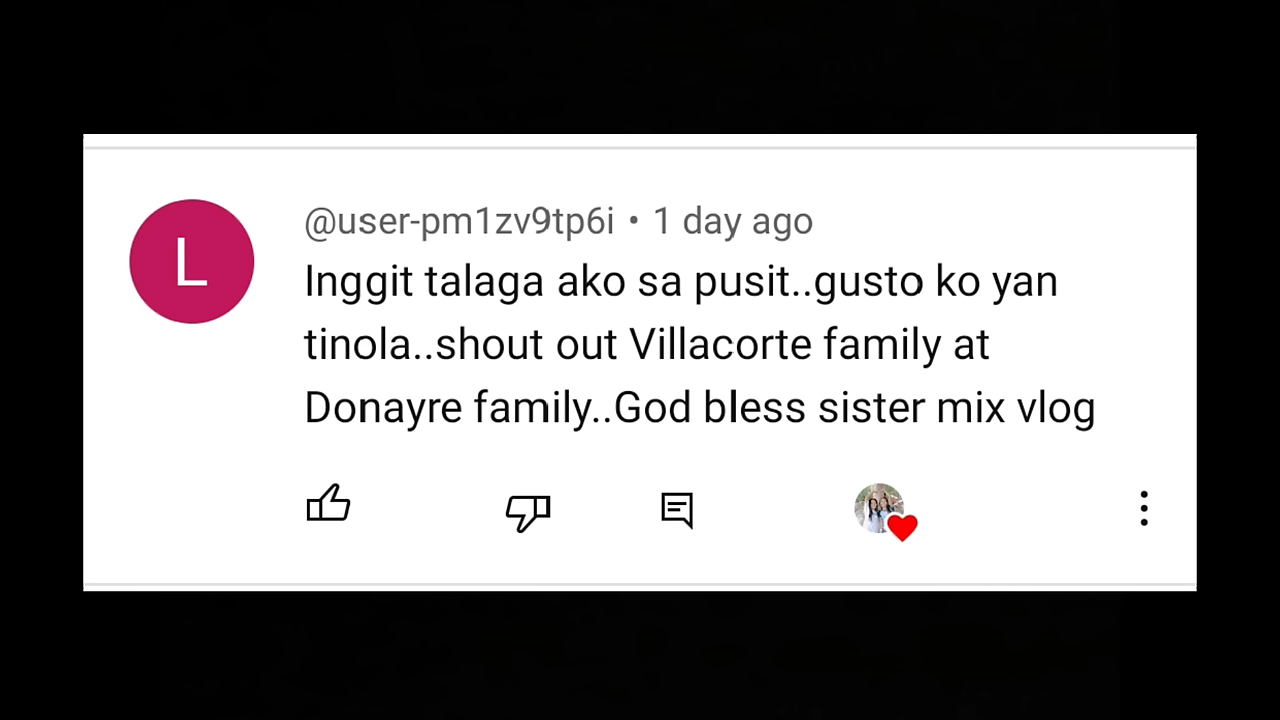 L
@user-pm1zv9tp6i • 1 day ago
Inggit talaga ako sa pusit..gusto ko yan
tinola..shout out Villacorte family at
Donayre family..God bless sister mix vlog